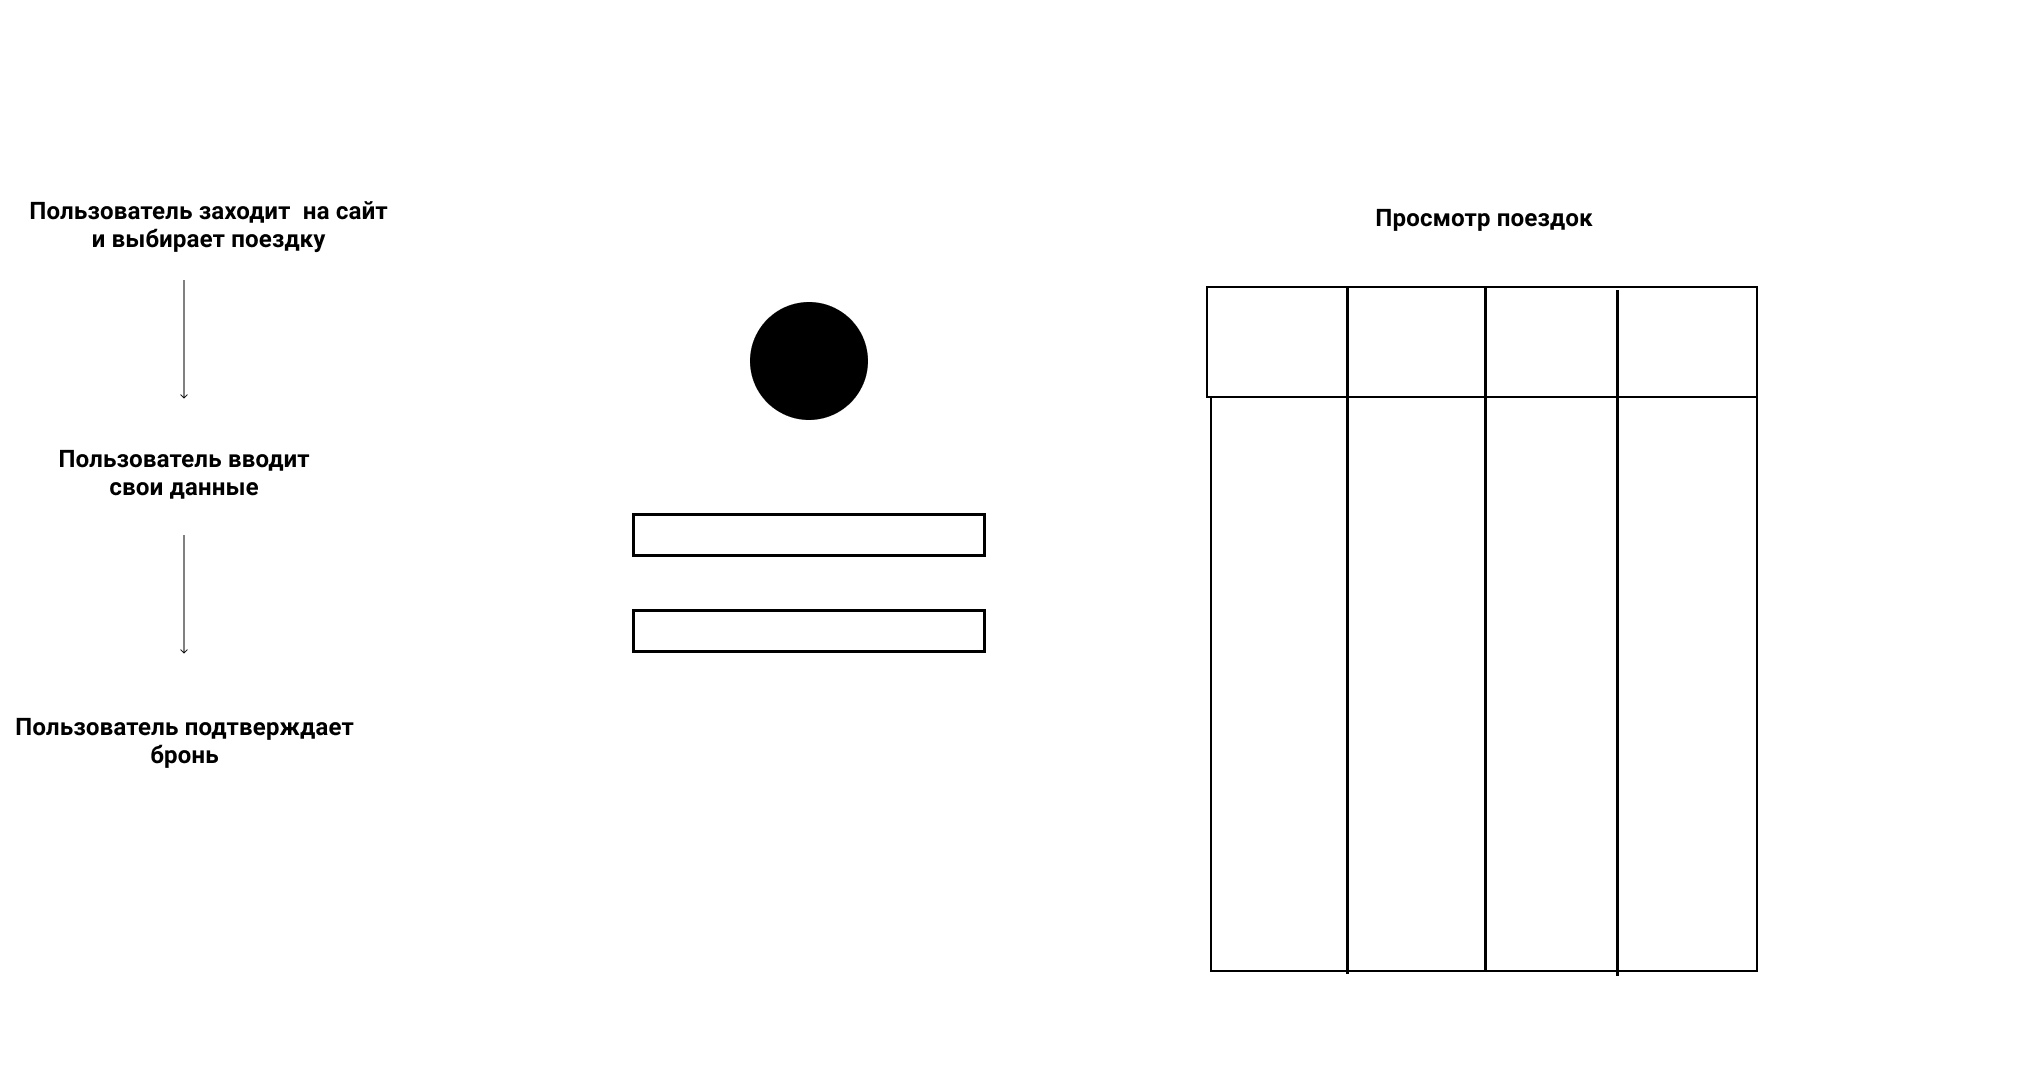 Пользователь заходит  на сайт
и выбирает поездку
Пользователь вводит
свои данные
Пользователь подтверждает
бронь
Просмотр поездок